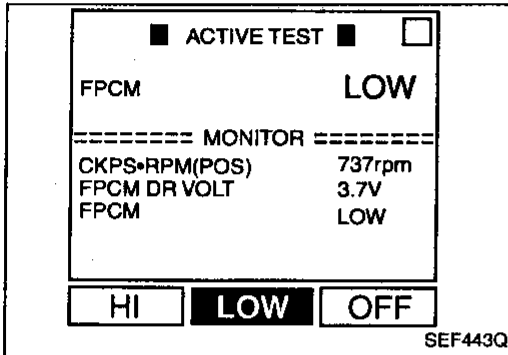 ■ ACTIVE TEST ■
FPCM LOW
========= MONITOR ========
CKPS•RPM(POS) 737rpm
FPCM DR VOLT 3.7V
FPCM LOW
HI LOW OFF
SEF443Q